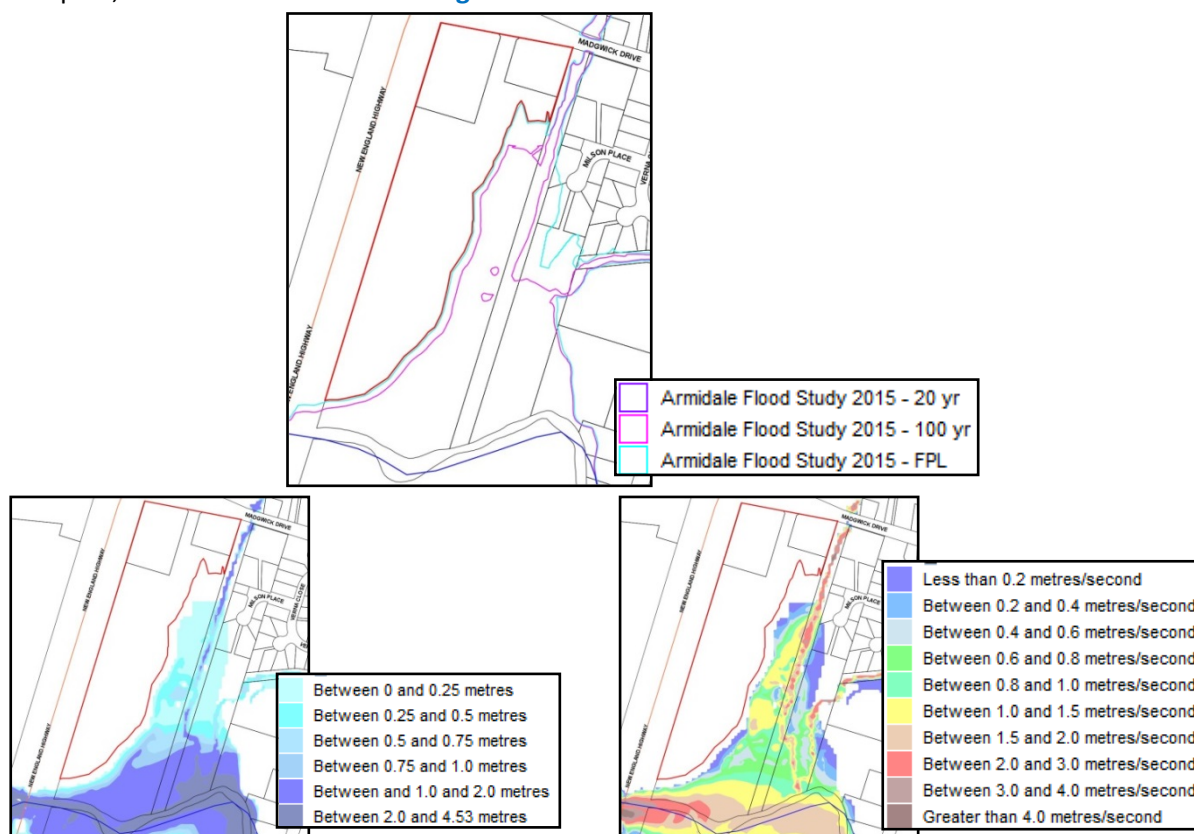 MADGWICK DRIVE
NEW ENGLAND HIGHWAY
MILSON PLACE
Armidale Flood Study 2015 - 20 yr
Armidale Flood Study 2015 - 100 yr
Armidale Flood Study 2015 - FPL
MADGWICK DRIVE
NEW ENGLAND HIGHWAY
MILSON PLACE
VERNA CLOSE
NEW ENGLAND HIGHWAY
Between 0 and 0.25 metres
Between 0.25 and 0.5 metres
Between 0.5 and 0.75 metres
Between 0.75 and 1.0 metres
Between and 1.0 and 2.0 metres
Between 2.0 and 4.53 metres
MADGWICK DRIVE
NEW ENGLAND HIGHWAY
MILSON PLACE
NEW ENGLAND HIGHWAY
Less than 0.2 metres/second
Between 0.2 and 0.4 metres/second
Between 0.4 and 0.6 metres/second
Between 0.6 and 0.8 metres/second
Between 0.8 and 1.0 metres/second
Between 1.0 and 1.5 metres/second
Between 1.5 and 2.0 metres/second
Between 2.0 and 3.0 metres/second
Between 3.0 and 4.0 metres/second
Greater than 4.0 metres/second